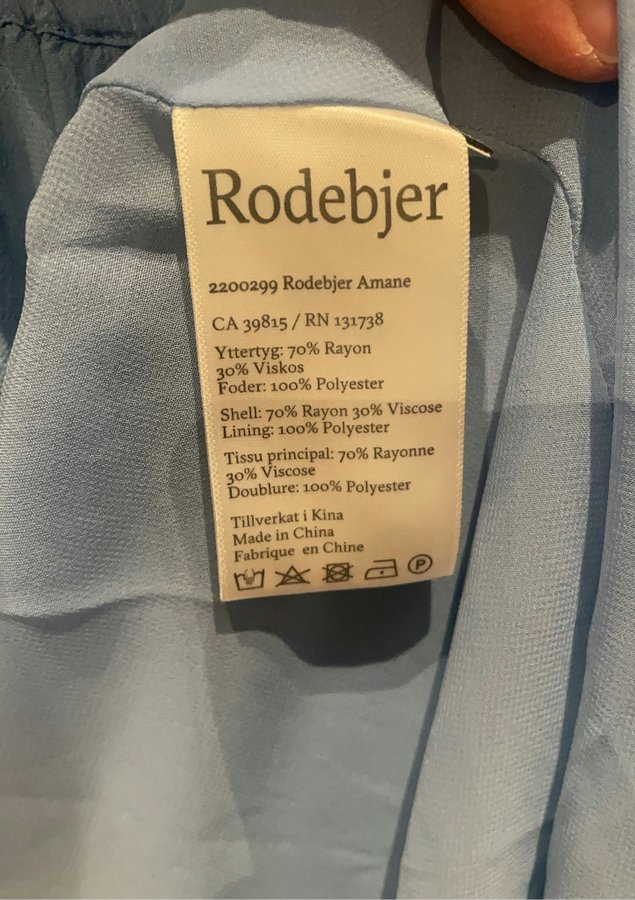 Rodebjer
2200299 Rodebjer Amane
CA 39815 / RN 131738
Yttertyg: 70% Rayon
30% Viskos
Foder: 100% Polyester
Shell: 70% Rayon 30% Viscose
Lining: 100% Polyester
Tissu principal: 70% Rayonne
30% Viscose
Doublure: 100% Polyester
Tillverkat i Kina
Made in China
Fabrique en Chine
P